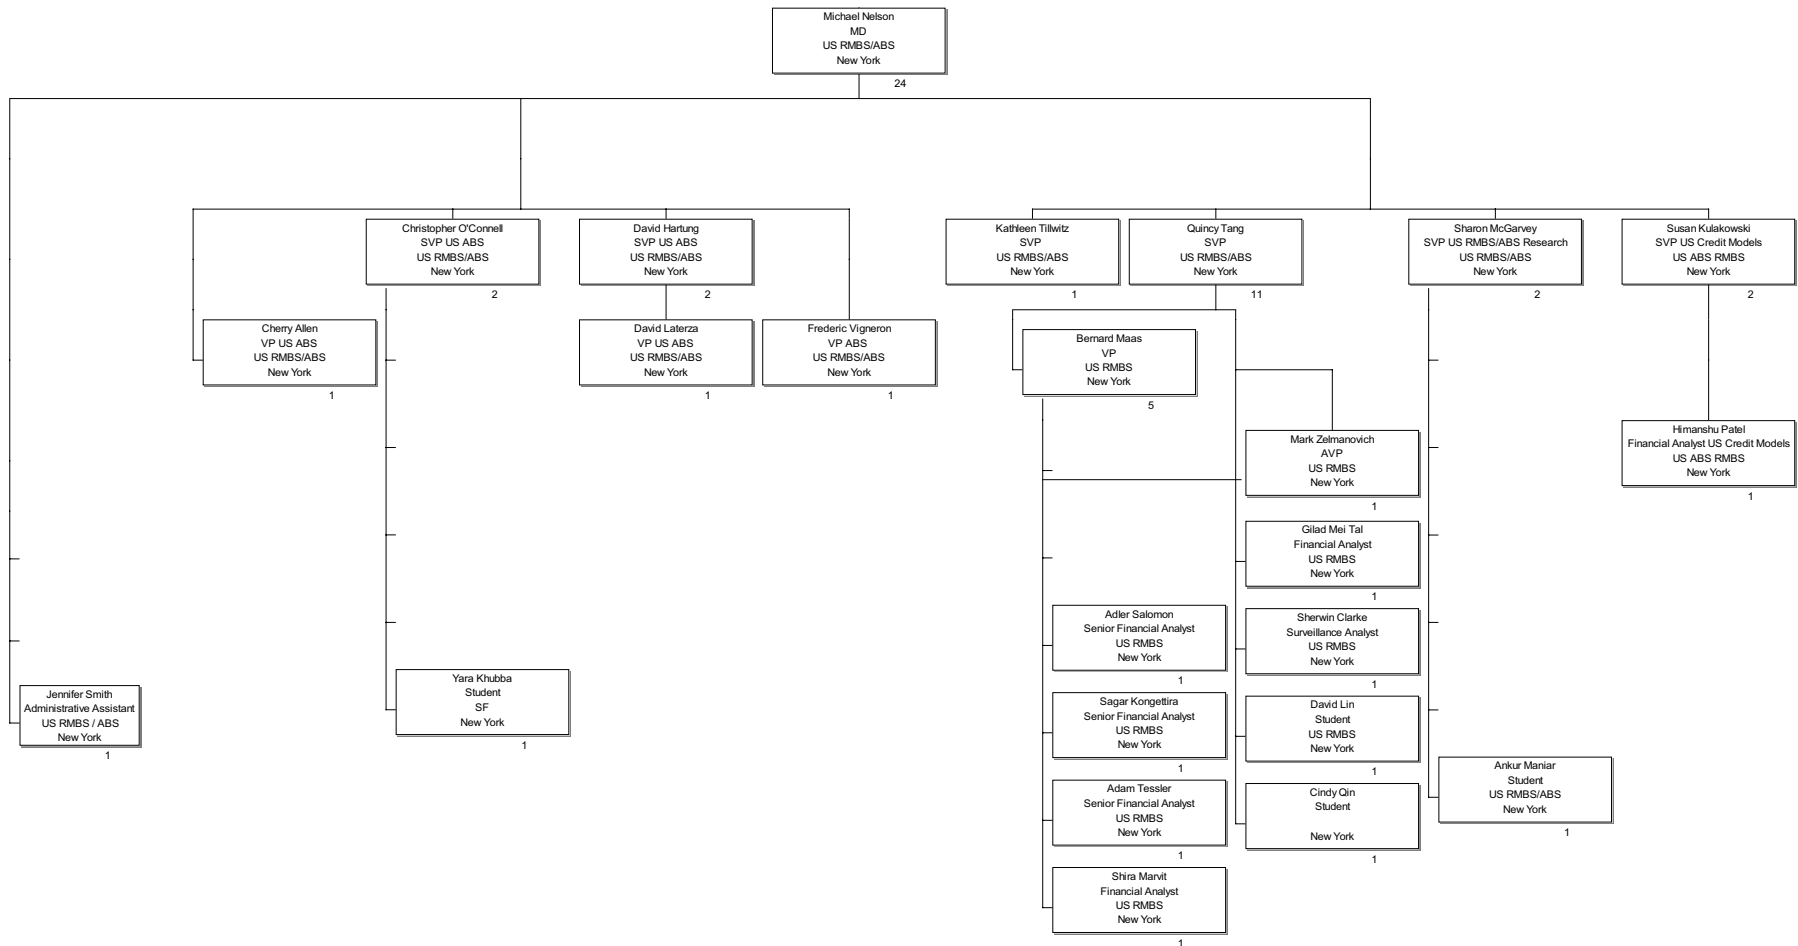 Michael Nelson
MD
US RMBS/ABS
New York
24
Christopher O'Connell
SVP US ABS
US RMBS/ABS
New York
2
David Hartung
SVP US ABS
US RMBS/ABS
New York
2
Kathleen Tillwitz
SVP
US RMBS/ABS
New York
1
Quincy Tang
SVP
US RMBS/ABS
New York
11
Sharon McGarvey
SVP US RMBS/ABS Research
US RMBS/ABS
New York
2
Susan Kulakowski
SVP US Credit Models
US ABS RMBS
New York
2
Cherry Allen
VP US ABS
US RMBS/ABS
New York
1
David Laterza
VP US ABS
US RMBS/ABS
New York
1
Frederic Vigneron
VP ABS
US RMBS/ABS
New York
1
Bernard Maas
VP
US RMBS
New York
5
Himanshu Patel
Financial Analyst US Credit Models
US ABS RMBS
New York
1
Mark Zelmanovich
AVP
US RMBS
New York
1
Gilad Mei Tal
Financial Analyst
US RMBS
New York
1
Adler Salomon
Senior Financial Analyst
US RMBS
New York
1
Sherwin Clarke
Surveillance Analyst
US RMBS
New York
1
Jennifer Smith
Administrative Assistant
US RMBS / ABS
New York
1
Yara Khubba
Student
SF
New York
1
Sagar Kongettira
Senior Financial Analyst
US RMBS
New York
1
David Lin
Student
US RMBS
New York
1
Ankur Maniar
Student
US RMBS/ABS
New York
1
Adam Tessler
Senior Financial Analyst
US RMBS
New York
1
Cindy Qin
Student
New York
1
Shira Marvit
Financial Analyst
US RMBS
New York
1